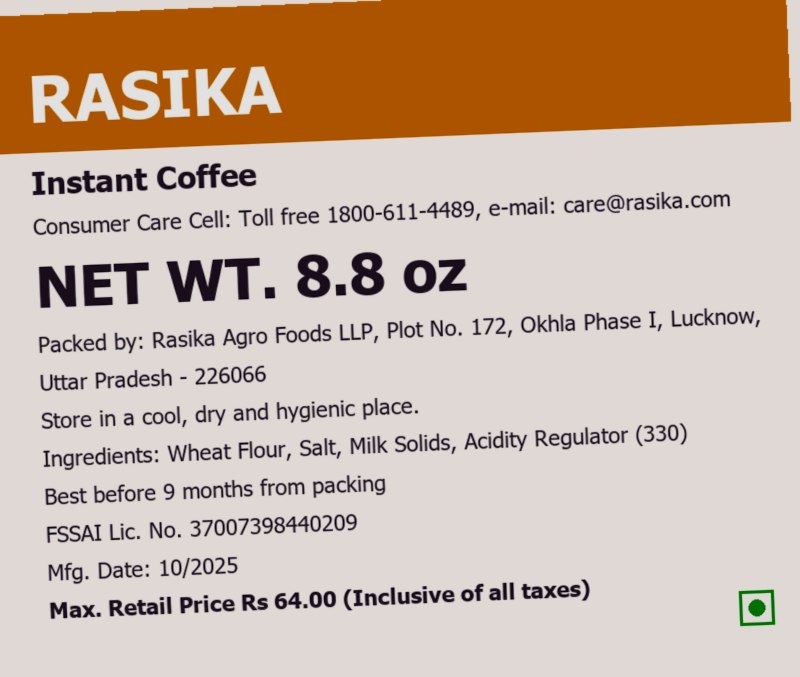 RASIKA
Instant Coffee
Consumer Care Cell: Toll free 1800-611-4489, e-mail: care@rasika.com
NET WT. 8.8 oz
Packed by: Rasika Agro Foods LLP, Plot No. 172, Okhla Phase I, Lucknow,
Uttar Pradesh - 226066
Store in a cool, dry and hygienic place.
Ingredients: Wheat Flour, Salt, Milk Solids, Acidity Regulator (330)
Best before 9 months from packing
FSSAI Lic. No. 37007398440209
Mfg. Date: 10/2025
Max. Retail Price Rs 64.00 (Inclusive of all taxes)